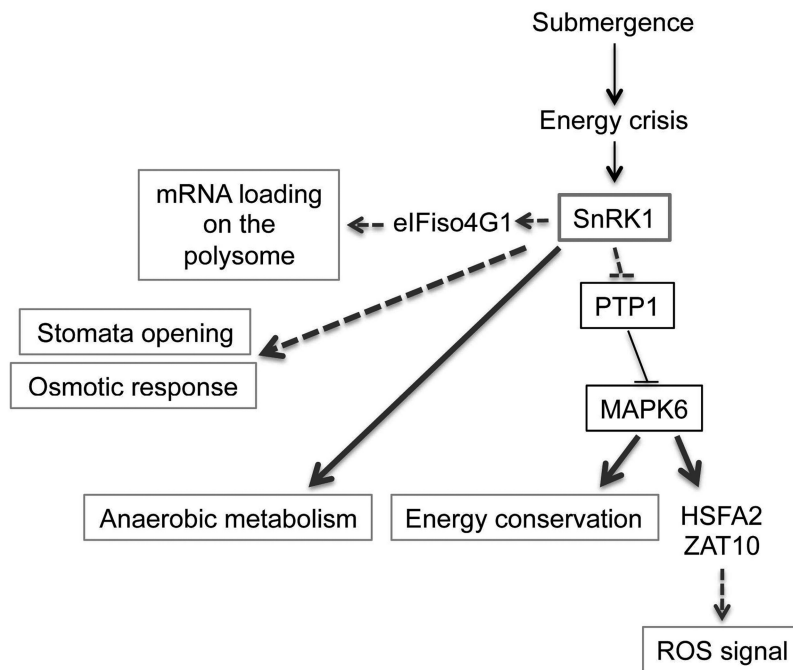 Submergence
Energy crisis
mRNA loading
on the
polysome
eIFiso4G1
SnRK1
PTP1
Stomata opening
Osmotic response
MAPK6
Anaerobic metabolism
Energy conservation
HSFA2
ZAT10
ROS signal